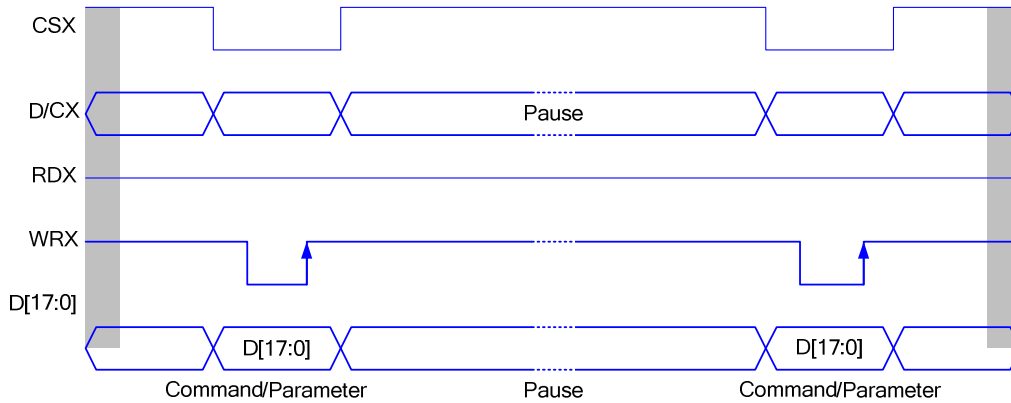 CSX
D/CX
Pause
RDX
WRX
D[17:0]
D[17:0] D[17:0]
Command/Parameter Pause Command/Parameter